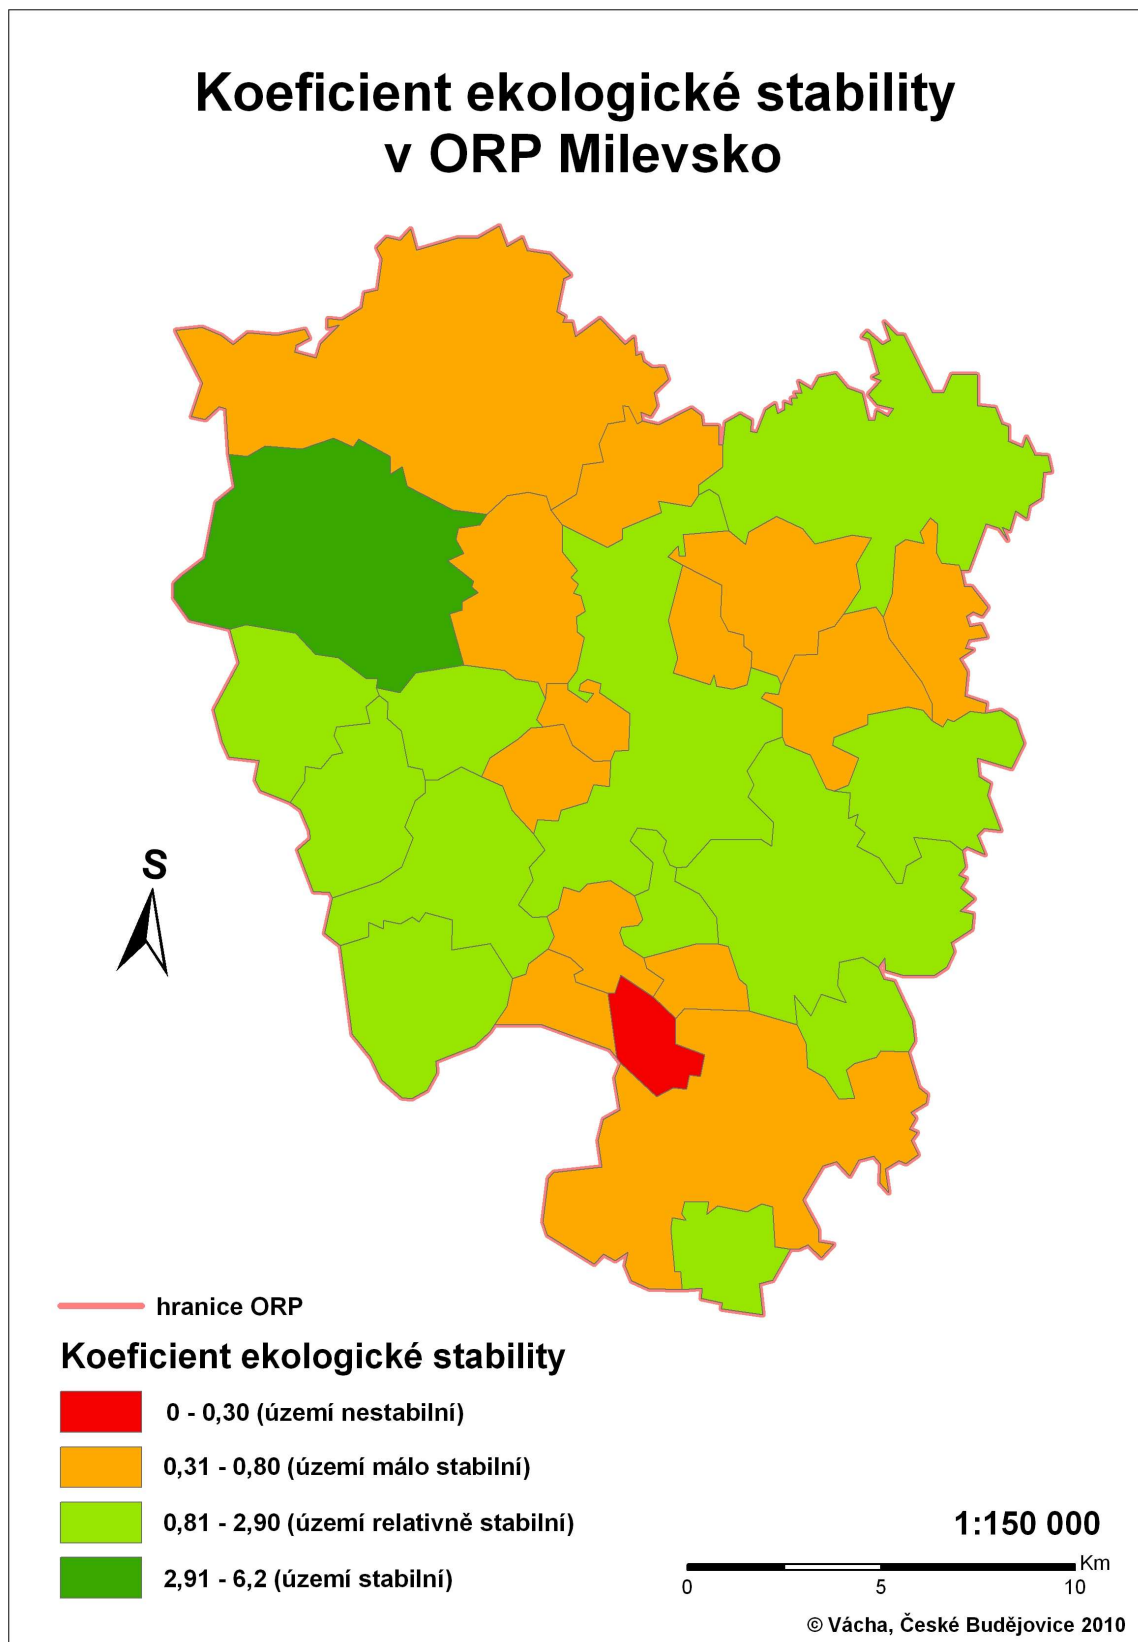 Koeficient ekologické stability
v ORP Milevsko
S
hranice ORP
Koeficient ekologické stability
0 - 0,30 (území nestabilní)
0,31 - 0,80 (území málo stabilní)
0,81 - 2,90 (území relativně stabilní)
2,91 - 6,2 (území stabilní)
1:150 000
Km
0 5 10
© Vácha, České Budějovice 2010